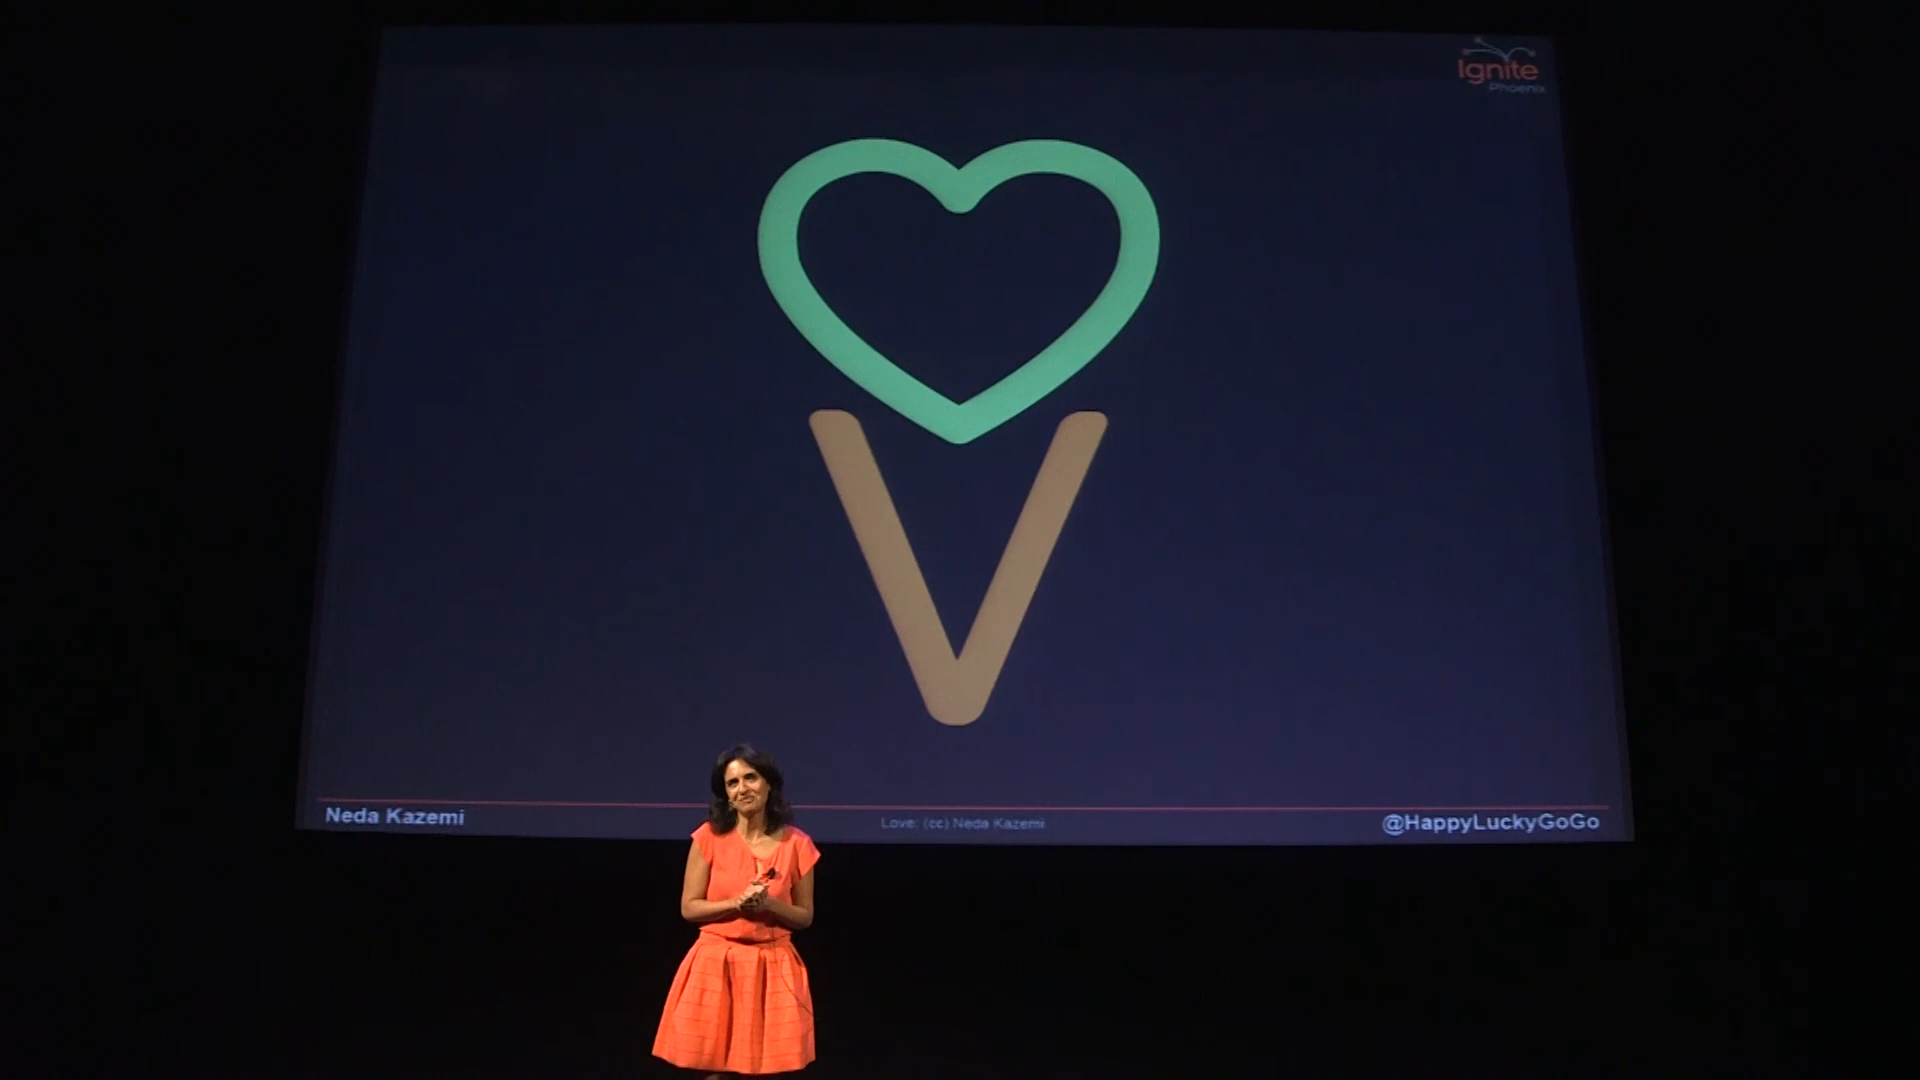 Ignite
Phoenix
V
Neda Kazemi
Love: (cc) Neda Kazemi
@HappyLuckyGoGo